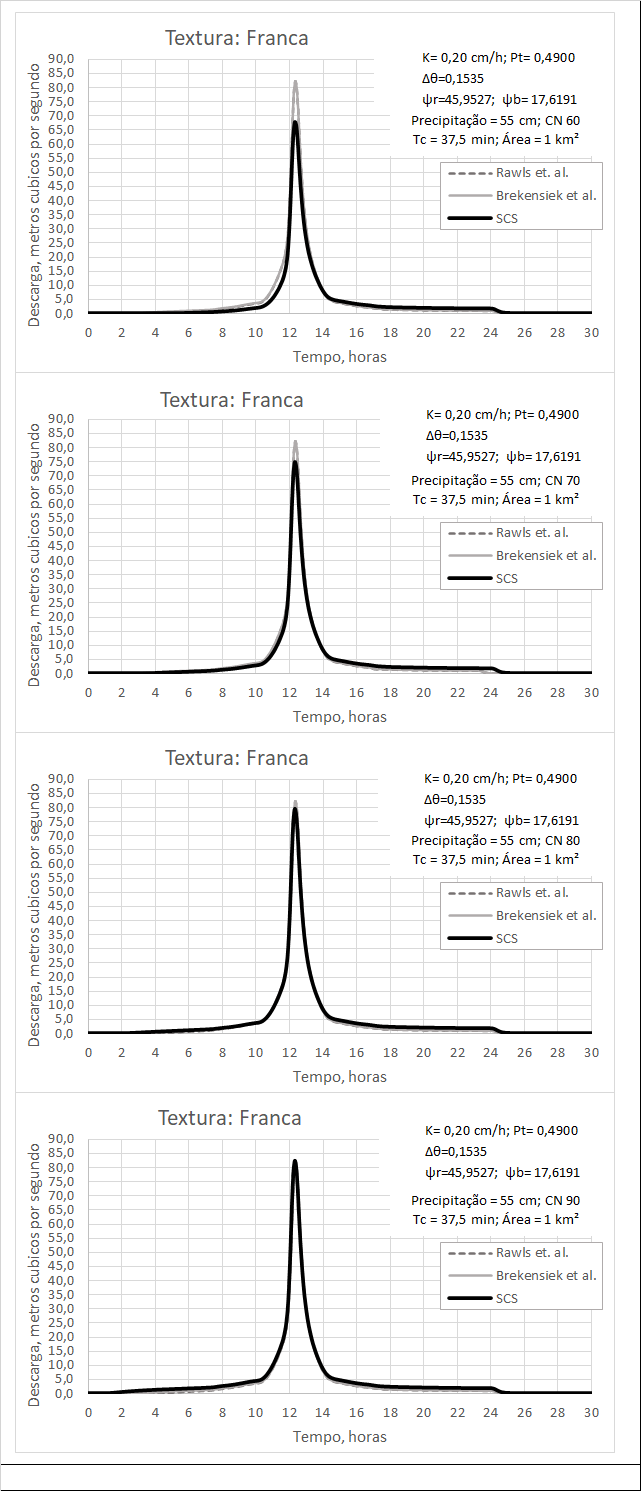 Textura: Franca
K= 0,20 cm/h; Pt= 0,4900
Δθ=0,1535
ψr=45,9527; ψb= 17,6191
Precipitação = 55 cm; CN 60
Tc = 37,5 min; Área = 1 km²
Rawls et. al.
Brekensiek et al.
SCS
Descarga, metros cubicos por segundo
90,0
85,0
80,0
75,0
70,0
65,0
60,0
55,0
50,0
45,0
40,0
35,0
30,0
25,0
20,0
15,0
10,0
5,0
0,0
0 2 4 6 8 10 12 14 16 18 20 22 24 26 28 30
Tempo, horas
Textura: Franca
K= 0,20 cm/h; Pt= 0,4900
Δθ=0,1535
ψr=45,9527; ψb= 17,6191
Precipitação = 55 cm; CN 70
Tc = 37,5 min; Área = 1 km²
Rawls et. al.
Brekensiek et al.
SCS
Descarga, metros cubicos por segundo
90,0
85,0
80,0
75,0
70,0
65,0
60,0
55,0
50,0
45,0
40,0
35,0
30,0
25,0
20,0
15,0
10,0
5,0
0,0
0 2 4 6 8 10 12 14 16 18 20 22 24 26 28 30
Tempo, horas
Textura: Franca
K= 0,20 cm/h; Pt= 0,4900
Δθ=0,1535
ψr=45,9527; ψb= 17,6191
Precipitação = 55 cm; CN 80
Tc = 37,5 min; Área = 1 km²
Rawls et. al.
Brekensiek et al.
SCS
Descarga, metros cubicos por segundo
90,0
85,0
80,0
75,0
70,0
65,0
60,0
55,0
50,0
45,0
40,0
35,0
30,0
25,0
20,0
15,0
10,0
5,0
0,0
0 2 4 6 8 10 12 14 16 18 20 22 24 26 28 30
Tempo, horas
Textura: Franca
K= 0,20 cm/h; Pt= 0,4900
Δθ=0,1535
ψr=45,9527; ψb= 17,6191
Precipitação = 55 cm; CN 90
Tc = 37,5 min; Área = 1 km²
Rawls et. al.
Brekensiek et al.
SCS
Descarga, metros cubicos por segundo
90,0
85,0
80,0
75,0
70,0
65,0
60,0
55,0
50,0
45,0
40,0
35,0
30,0
25,0
20,0
15,0
10,0
5,0
0,0
0 2 4 6 8 10 12 14 16 18 20 22 24 26 28 30
Tempo, horas